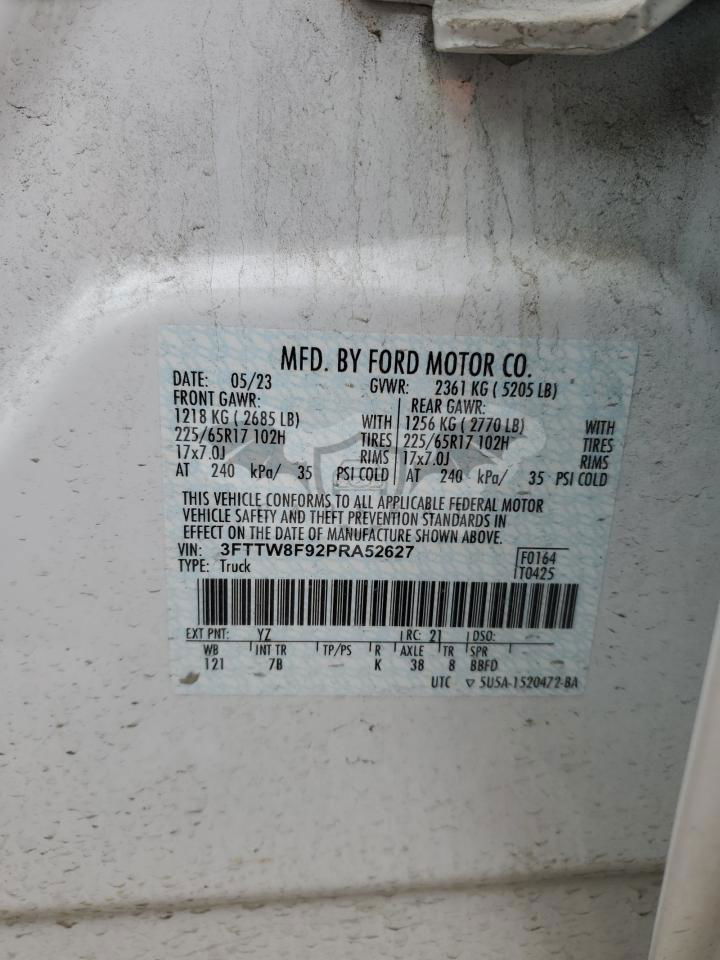 MFD. BY FORD MOTOR CO.
DATE: 05/23 GVWR: 2361 KG ( 5205 LB)
FRONT GAWR: REAR GAWR:
1218 KG ( 2685 LB) WITH 1256 KG ( 2770 LB) WITH
225/65R17 102H TIRES 225/65R17 102H TIRES
17x7.0J RIMS 17x7.0J RIMS
AT 240 kPa/ 35 PSI COLD AT 240 kPa/ 35 PSI COLD
THIS VEHICLE CONFORMS TO ALL APPLICABLE FEDERAL MOTOR
VEHICLE SAFETY AND THEFT PREVENTION STANDARDS IN
EFFECT ON THE DATE OF MANUFACTURE SHOWN ABOVE.
VIN: 3FTTW8F92PRA52627 F0164
TYPE: Truck T0425
EXT PNT: YZ RC: 21 DSO:
WB INT TR TP/PS R AXLE TR SPR
121 7B — K 38 8 BBFD
UTC ▽ 5U5A-1520472-BA